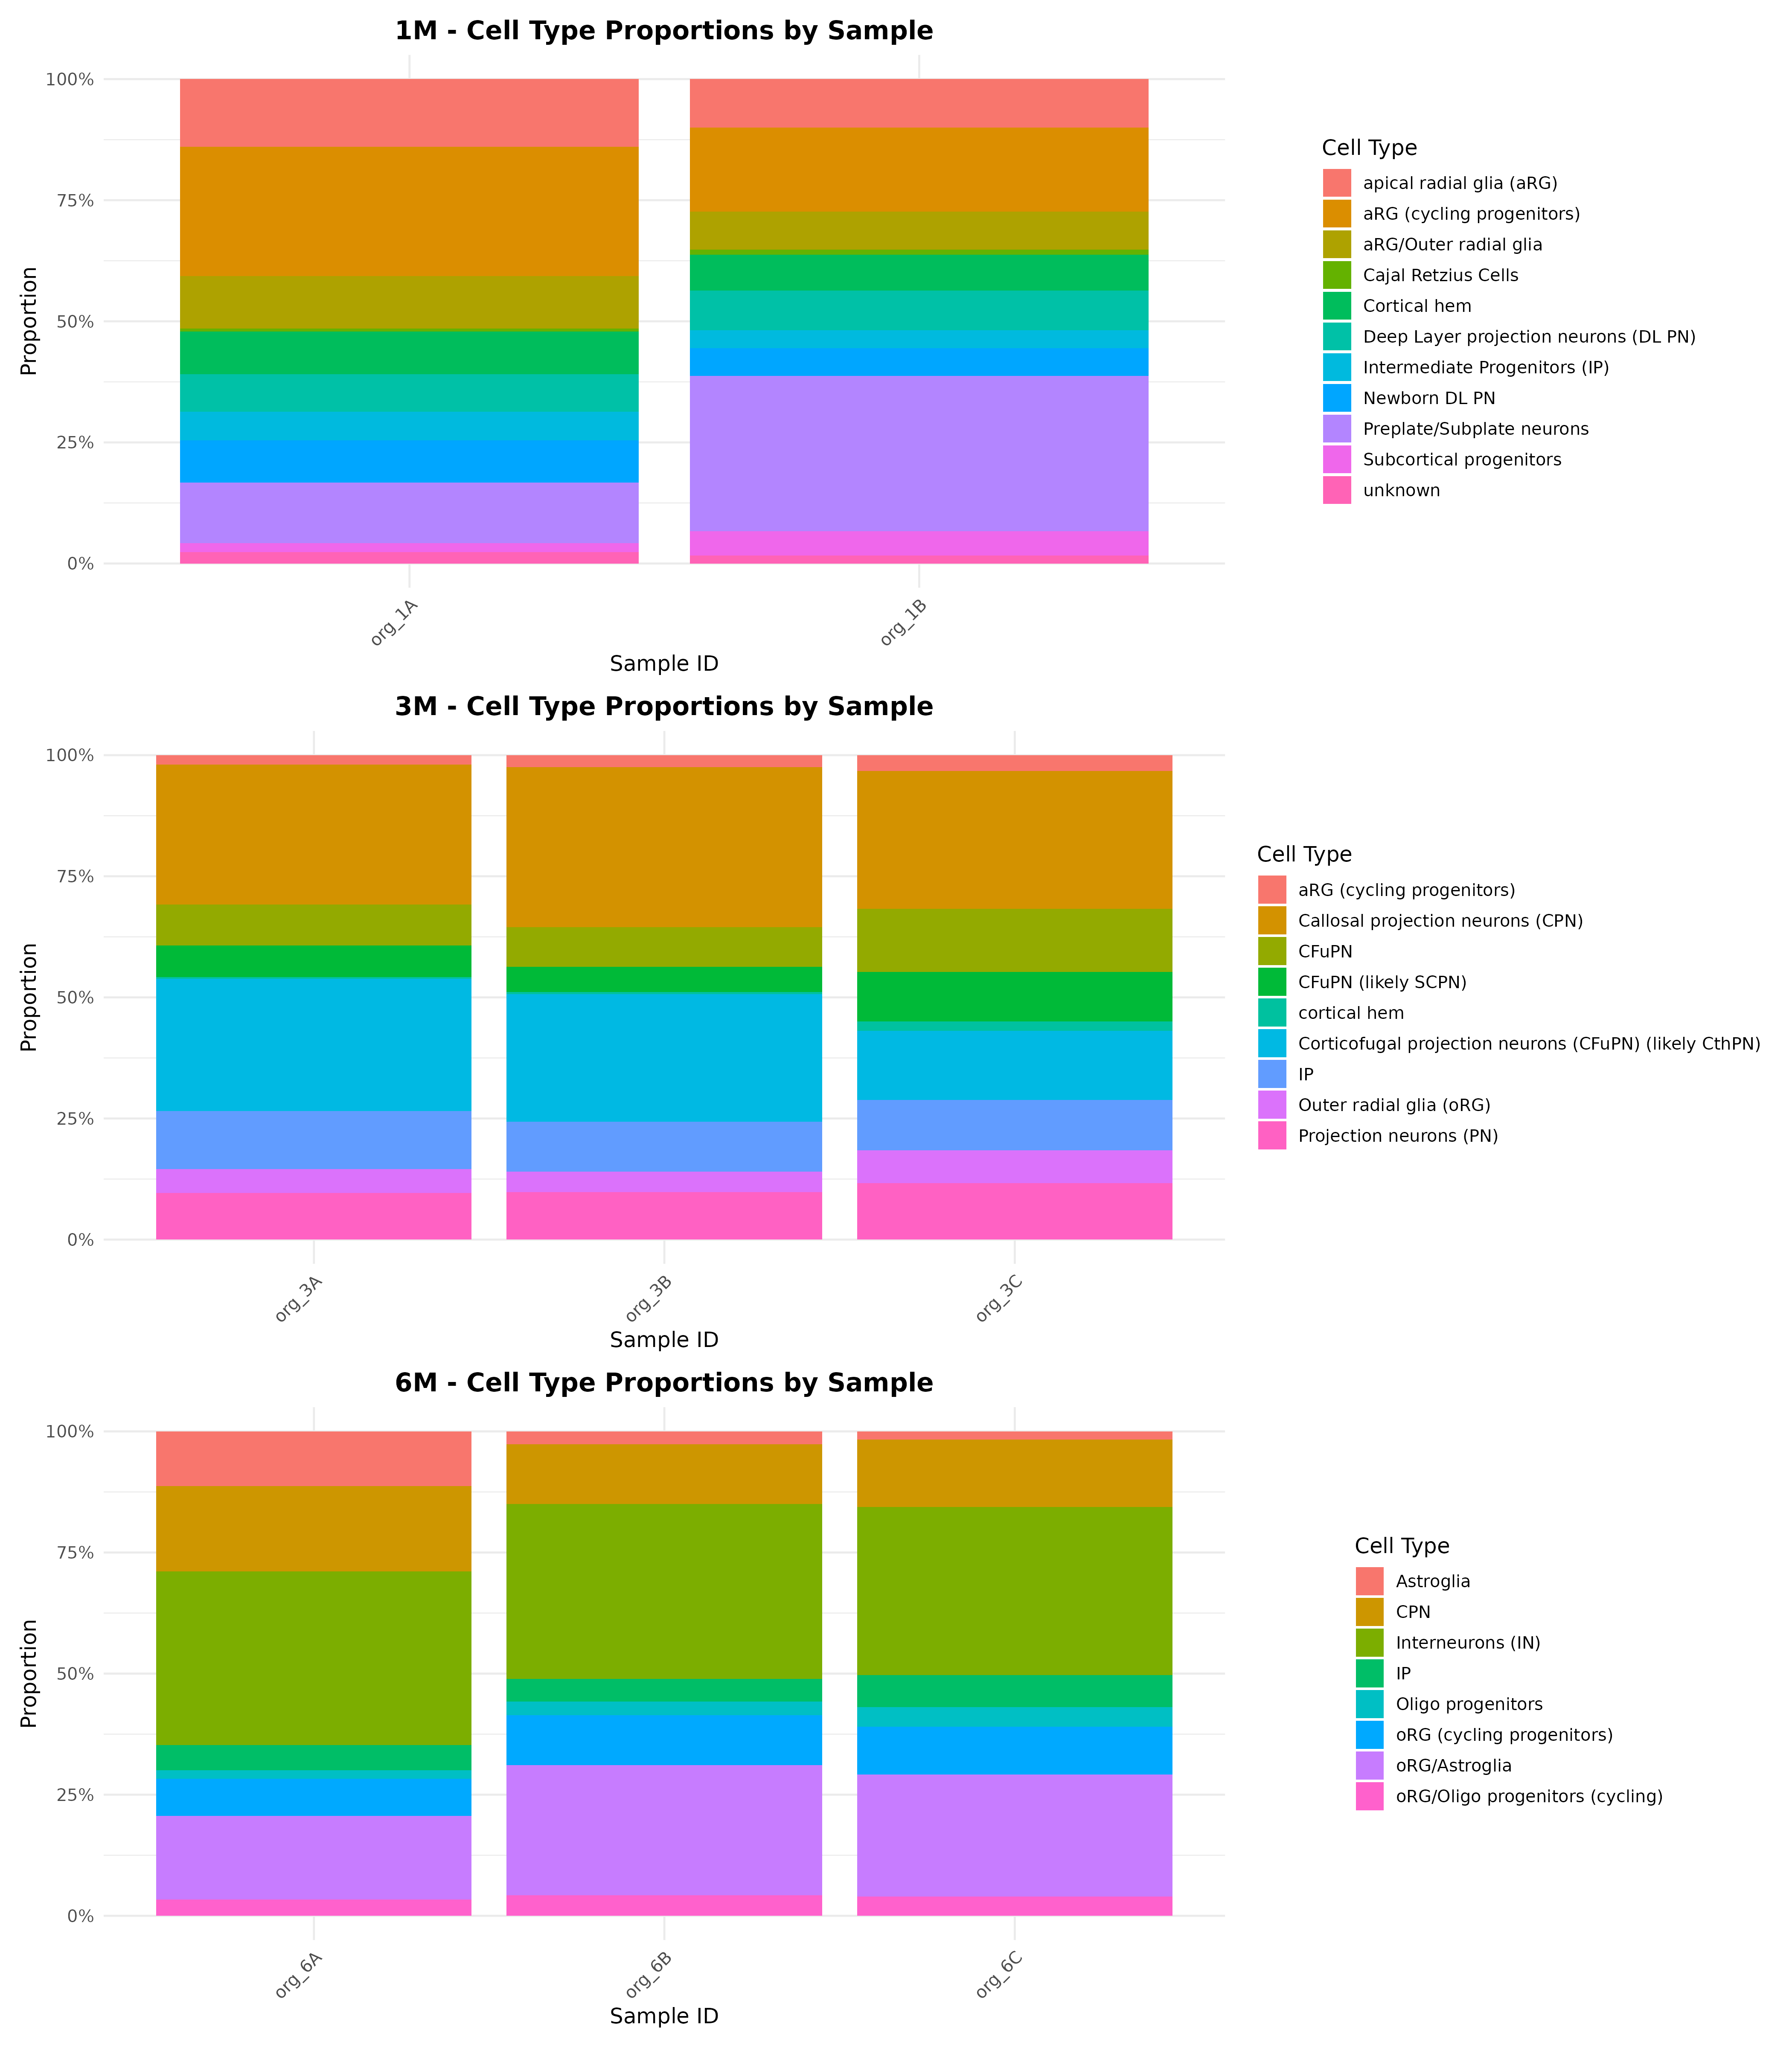 1M - Cell Type Proportions by Sample
100%
75%
50%
25%
0%
Proportion
org_1A
org_1B
Sample ID
Cell Type
apical radial glia (aRG)
aRG (cycling progenitors)
aRG/Outer radial glia
Cajal Retzius Cells
Cortical hem
Deep Layer projection neurons (DL PN)
Intermediate Progenitors (IP)
Newborn DL PN
Preplate/Subplate neurons
Subcortical progenitors
unknown
3M - Cell Type Proportions by Sample
100%
75%
50%
25%
0%
Proportion
org_3A
org_3B
org_3C
Sample ID
Cell Type
aRG (cycling progenitors)
Callosal projection neurons (CPN)
CFuPN
CFuPN (likely SCPN)
cortical hem
Corticofugal projection neurons (CFuPN) (likely CthPN)
IP
Outer radial glia (oRG)
Projection neurons (PN)
6M - Cell Type Proportions by Sample
100%
75%
50%
25%
0%
Proportion
org_6A
org_6B
org_6C
Sample ID
Cell Type
Astroglia
CPN
Interneurons (IN)
IP
Oligo progenitors
oRG (cycling progenitors)
oRG/Astroglia
oRG/Oligo progenitors (cycling)